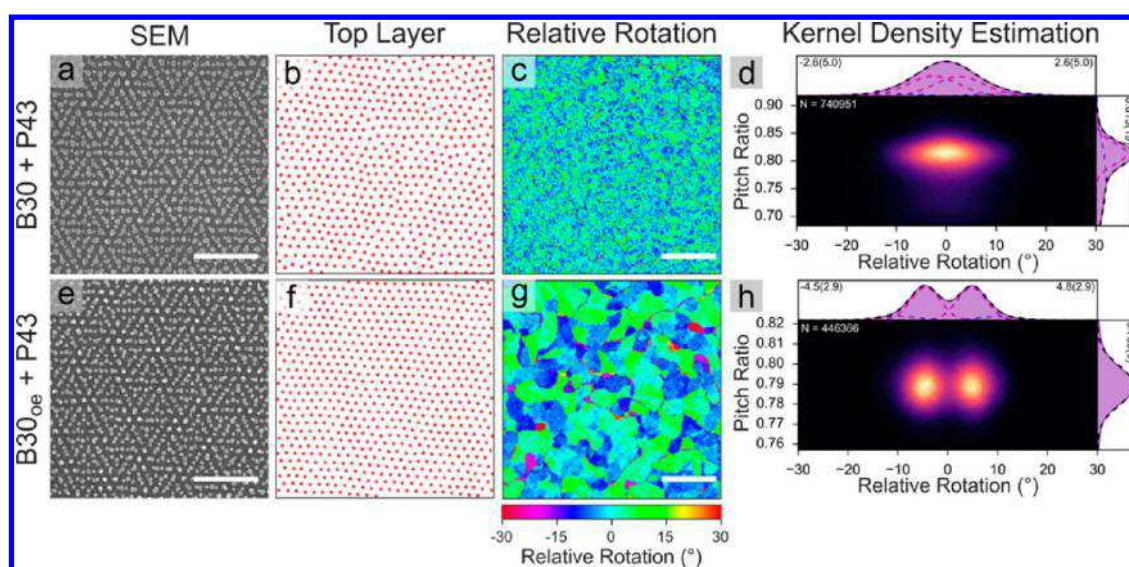 SEM
Top Layer
Relative Rotation
Kernel Density Estimation
B30 + P43
a
b
c
d
-2.6(5.0)
2.6(5.0)
N = 740951
0.90
0.85
0.80
0.75
0.70
Pitch Ratio
−30
−20
−10
0
10
20
30
Relative Rotation (°)
B30oe + P43
e
f
g
h
-4.5(2.9)
4.8(2.9)
N = 446366
0.82
0.81
0.80
0.79
0.78
0.77
0.76
Pitch Ratio
−30
−20
−10
0
10
20
30
Relative Rotation (°)
-30
-15
0
15
30
Relative Rotation (°)